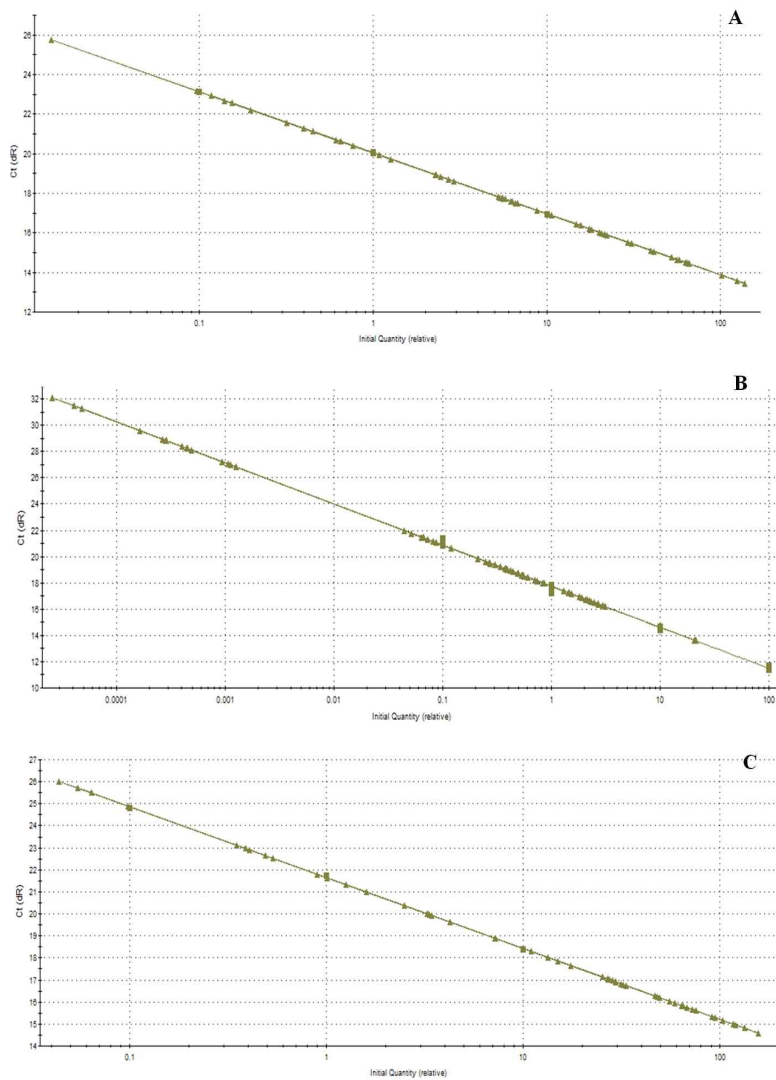 A
26
24
22
20
18
16
14
12
Ct (dR)
0.1 1 10 100
Initial Quantity (relative)
B
32
30
28
26
24
22
20
18
16
14
12
10
Ct (dR)
0.0001 0.001 0.01 0.1 1 10 100
Initial Quantity (relative)
C
27
26
25
24
23
22
21
20
19
18
17
16
15
14
Ct (dR)
0.1 1 10 100
Initial Quantity (relative)